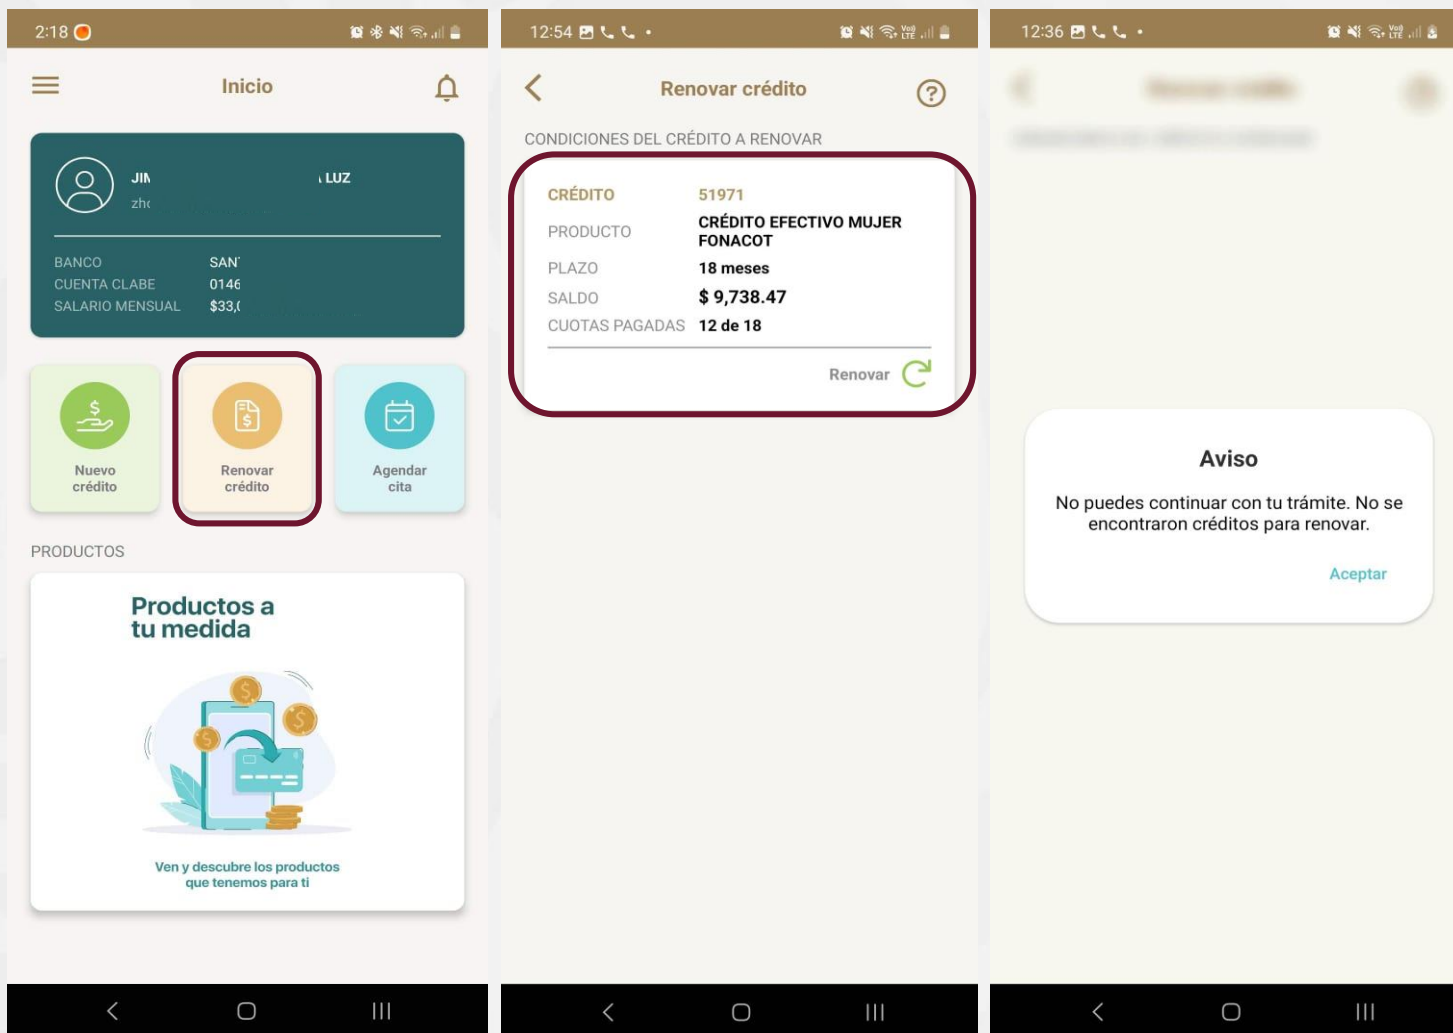 2:18
Inicio
LUZ
BANCO
CUENTA CLABE 0146
SALARIO MENSUAL
Nuevo
crédito
Renovar
crédito
Agendar
cita
PRODUCTOS
Productos a
tu medida
Ven y descubre los productos
que tenemos para ti
12:54
Renovar crédito
CONDICIONES DEL CRÉDITO A RENOVAR
CRÉDITO 51971
PRODUCTO CRÉDITO EFECTIVO MUJER
FONACOT
PLAZO 18 meses
SALDO $ 9,738.47
CUOTAS PAGADAS 12 de 18
Renovar
12:36
Aviso
No puedes continuar con tu trámite. No se
encontraron créditos para renovar.
Aceptar